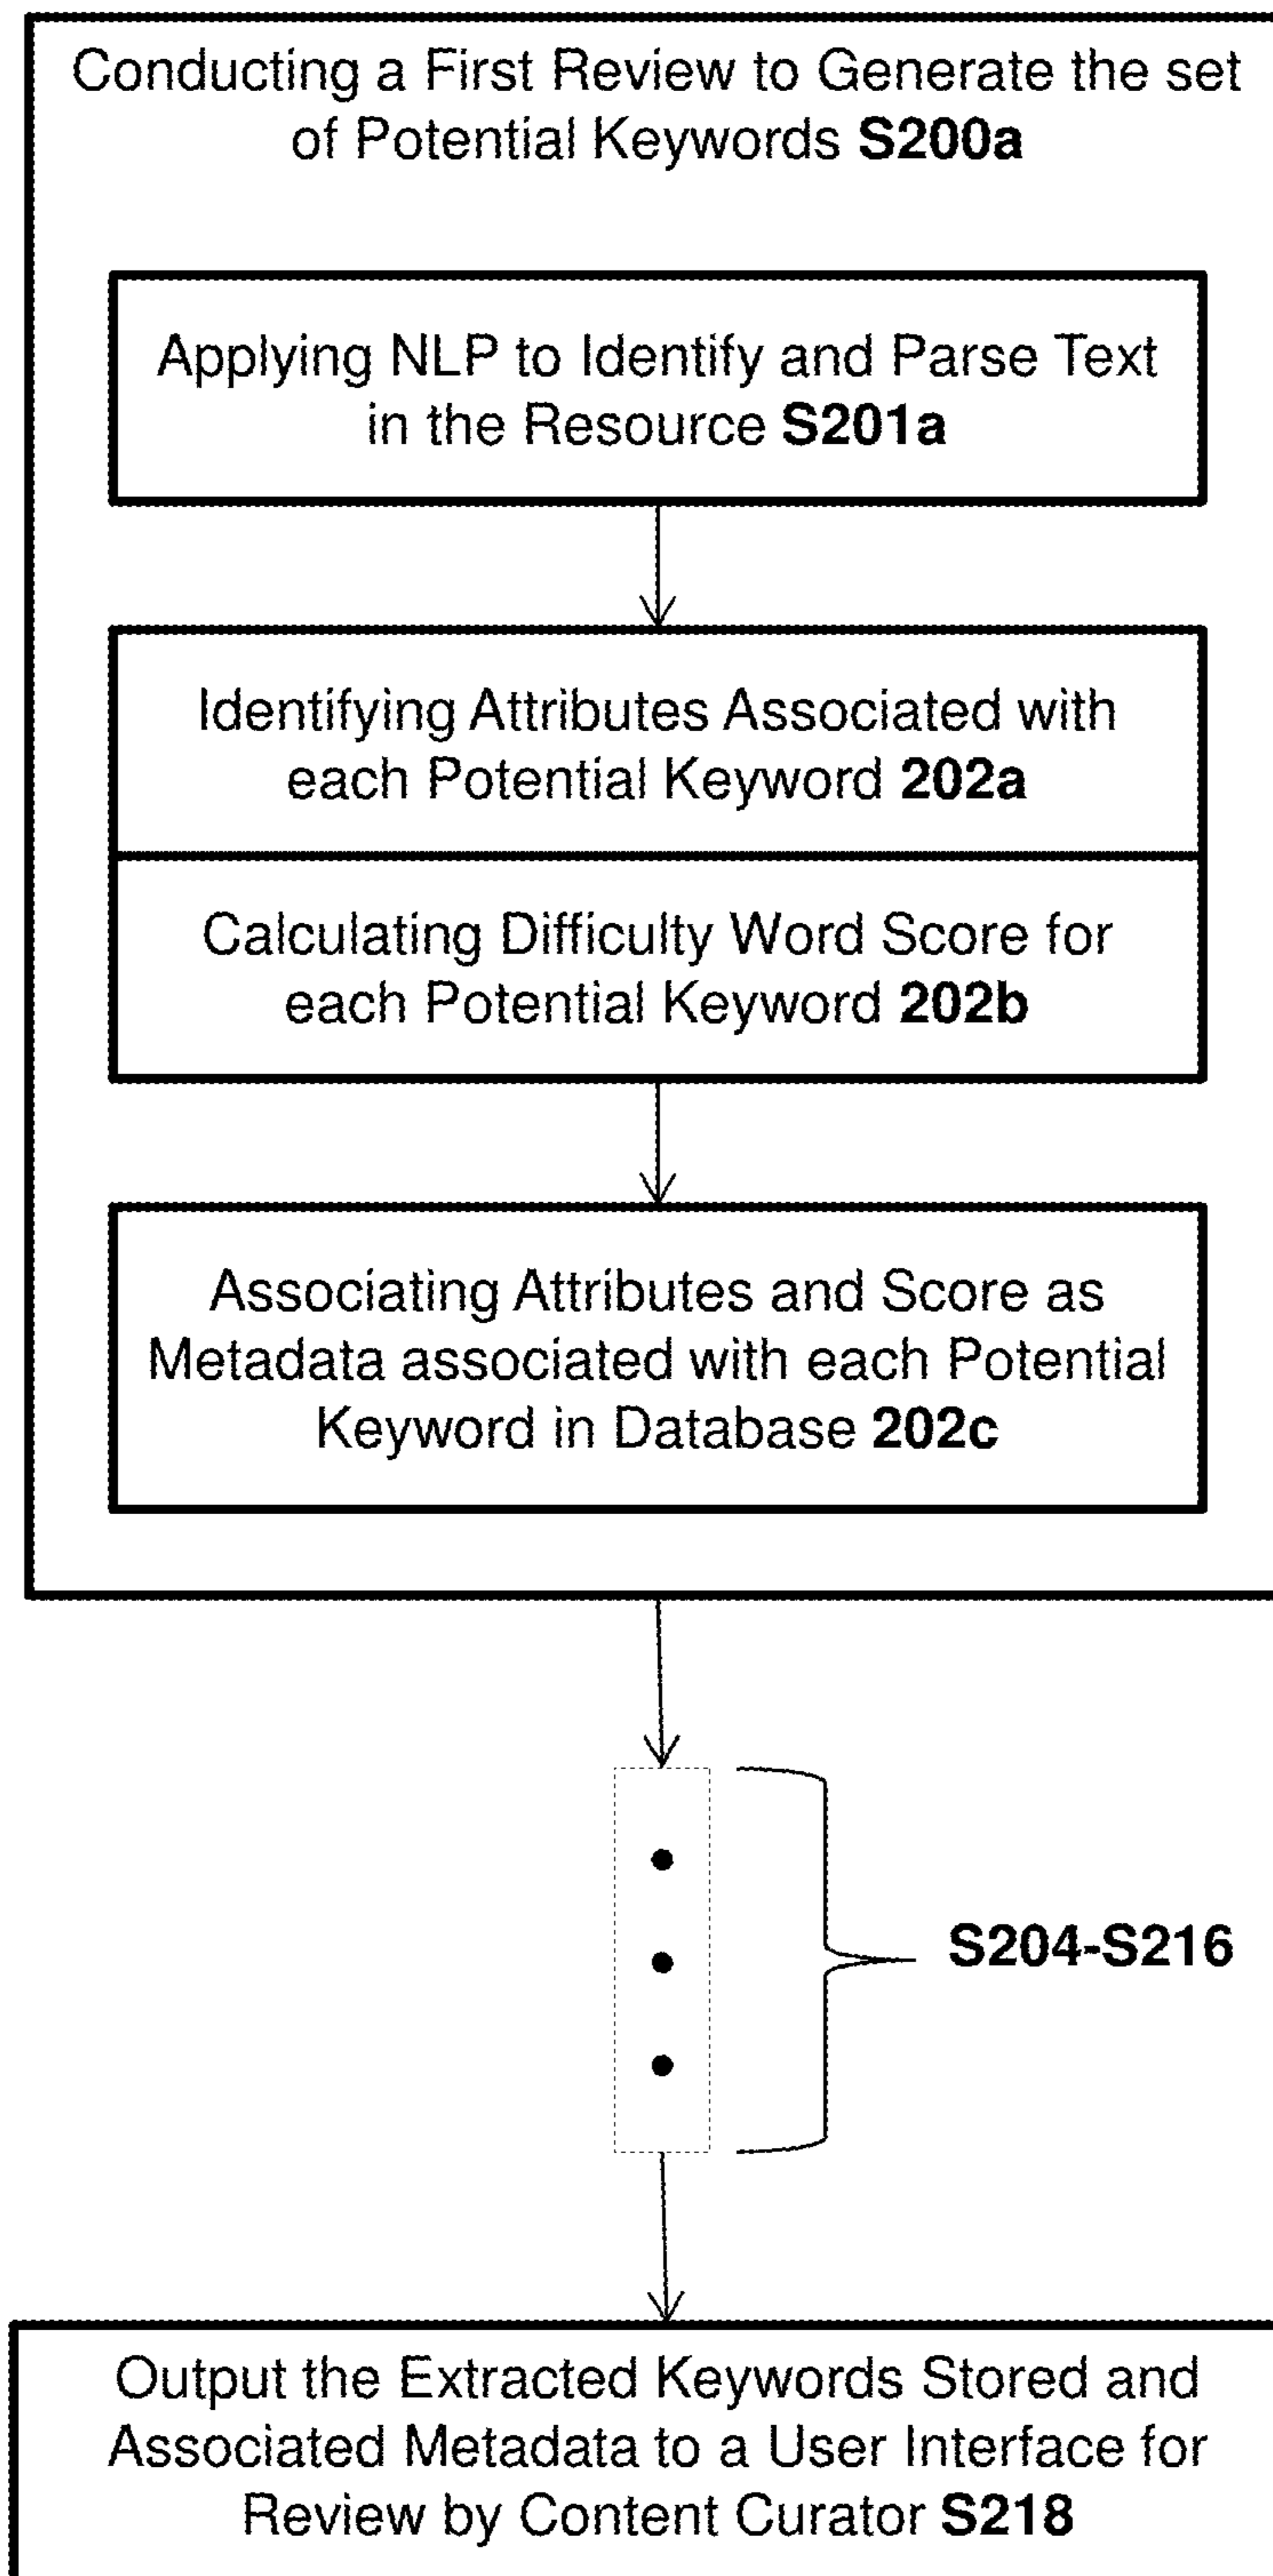 Conducting a First Review to Generate the set
of Potential Keywords S200a
Applying NLP to Identify and Parse Text
in the Resource S201a
Identifying Attributes Associated with
each Potential Keyword 202a
Calculating Difficulty Word Score for
each Potential Keyword 202b
Associating Attributes and Score as
Metadata associated with each Potential
Keyword in Database 202c
S204-S216
Output the Extracted Keywords Stored and
Associated Metadata to a User Interface for
Review by Content Curator S218